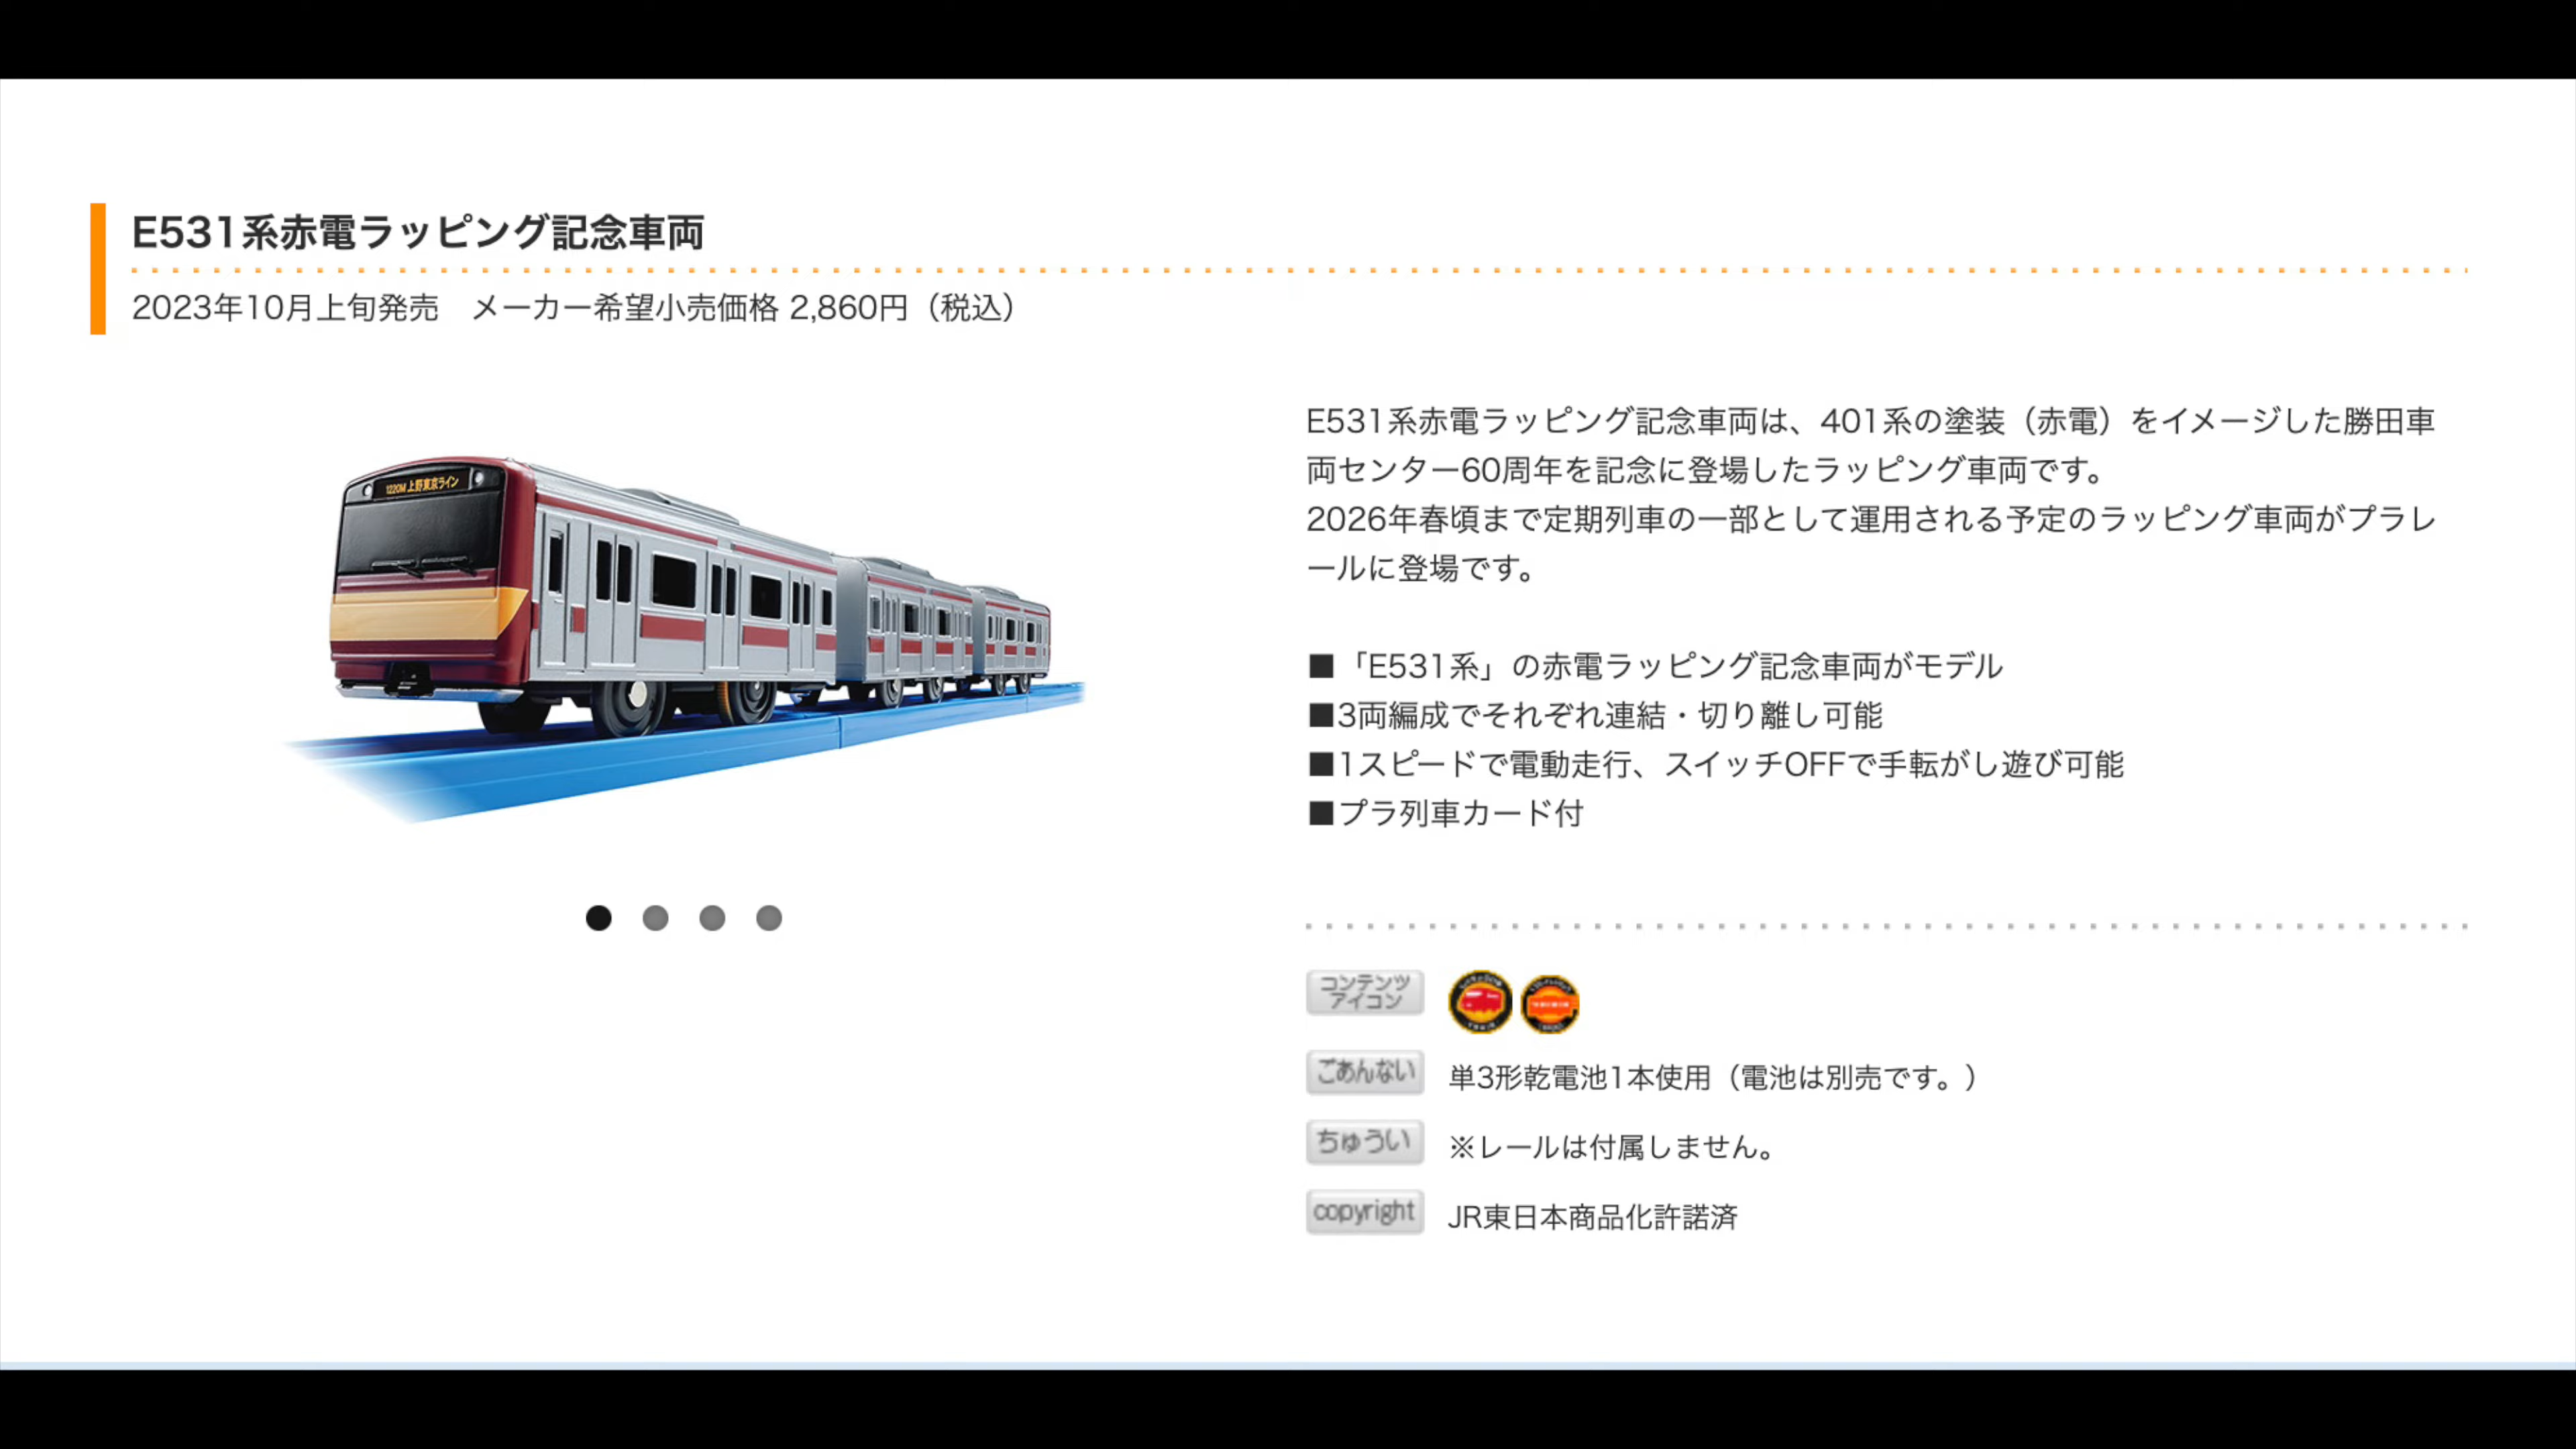 E531系赤電ラッピング記念車両
2023年10月上旬発売　メーカー希望小売価格 2,860円（税込）
1220M 上野東京ライン
E531系赤電ラッピング記念車両は、401系の塗装（赤電）をイメージした勝田車
両センター60周年を記念に登場したラッピング車両です。
2026年春頃まで定期列車の一部として運用される予定のラッピング車両がプラレ
ールに登場です。
■「E531系」の赤電ラッピング記念車両がモデル
■3両編成でそれぞれ連結・切り離し可能
■1スピードで電動走行、スイッチOFFで手転がし遊び可能
■プラ列車カード付
コンテンツ
アイコン
ごあんない 単3形乾電池1本使用（電池は別売です。）
ちゅうい ※レールは付属しません。
copyright JR東日本商品化許諾済